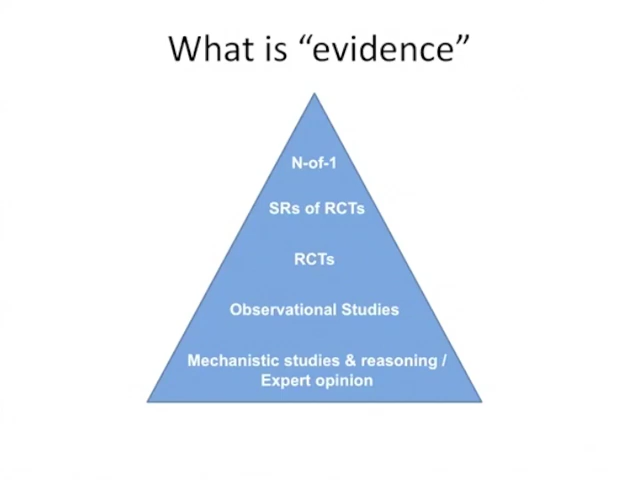 What is “evidence”
N-of-1
SRs of RCTs
RCTs
Observational Studies
Mechanistic studies & reasoning /
Expert opinion